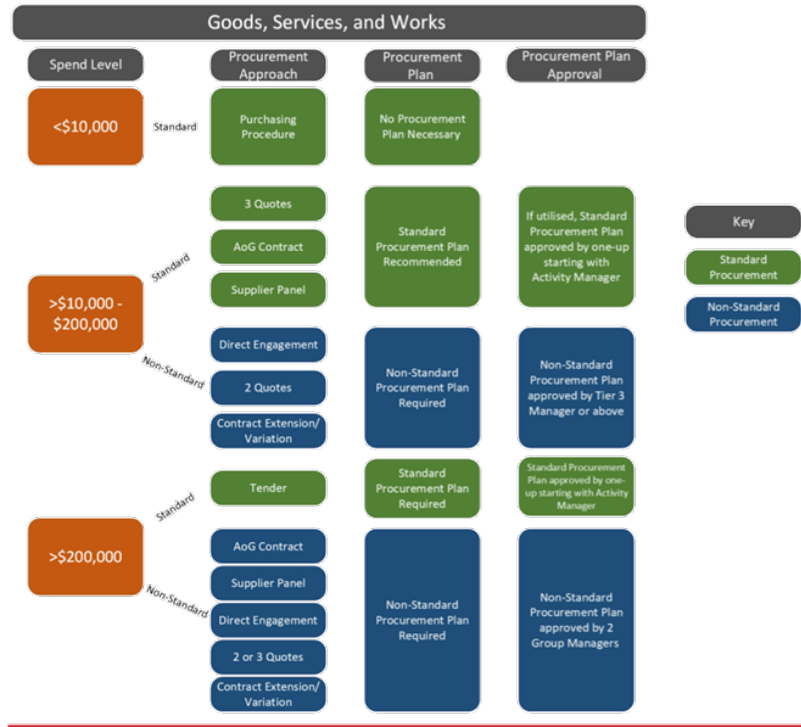 Goods, Services, and Works
Spend Level
Procurement
Approach
Procurement
Plan
Procurement Plan
Approval
<$10,000
Standard
Purchasing
Procedure
No Procurement
Plan Necessary
>$10,000 -
$200,000
Standard
3 Quotes
AoG Contract
Supplier Panel
Standard
Procurement Plan
Recommended
If utilised, Standard
Procurement Plan
approved by one-up
starting with
Activity Manager
Non-Standard
Direct Engagement
2 Quotes
Contract Extension/
Variation
Non-Standard
Procurement Plan
Required
Non-Standard
Procurement Plan
approved by Tier 3
Manager or above
>$200,000
Standard
Tender
Standard
Procurement Plan
Required
Standard Procurement
Plan approved by one-
up starting with Activity
Manager
Non-Standard
AoG Contract
Supplier Panel
Direct Engagement
2 or 3 Quotes
Contract Extension/
Variation
Non-Standard
Procurement Plan
Required
Non-Standard
Procurement Plan
approved by 2
Group Managers
Key
Standard
Procurement
Non-Standard
Procurement